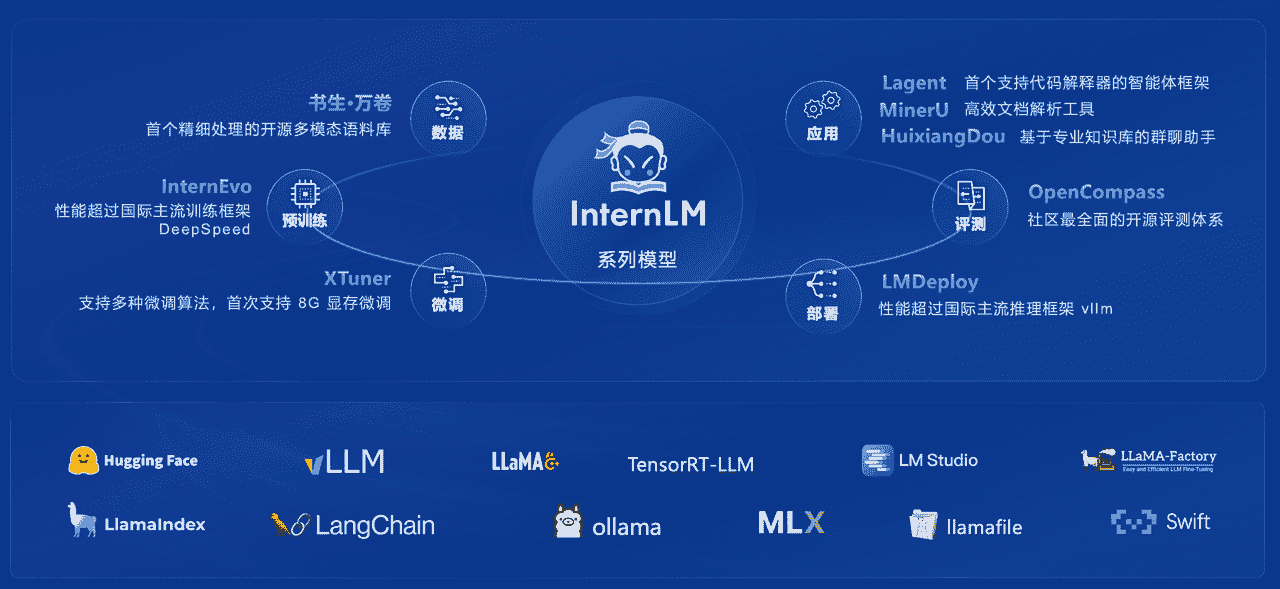 书生·万卷
首个精细处理的开源多模态语料库
数据
InternEvo
性能超过国际主流训练框架
DeepSpeed
预训练
XTuner
支持多种微调算法，首次支持 8G 显存微调
微调
InternLM
系列模型
应用
Lagent 首个支持代码解释器的智能体框架
MinerU 高效文档解析工具
HuixiangDou 基于专业知识库的群聊助手
评测
OpenCompass
社区最全面的开源评测体系
部署
LMDeploy
性能超过国际主流推理框架 vllm
Hugging Face
vLLM
LLaMA C++
TensorRT-LLM
LM Studio
LLaMA-Factory
Easy and Efficient LLM Fine-Tuning
LlamaIndex
LangChain
ollama
MLX
llamafile
Swift